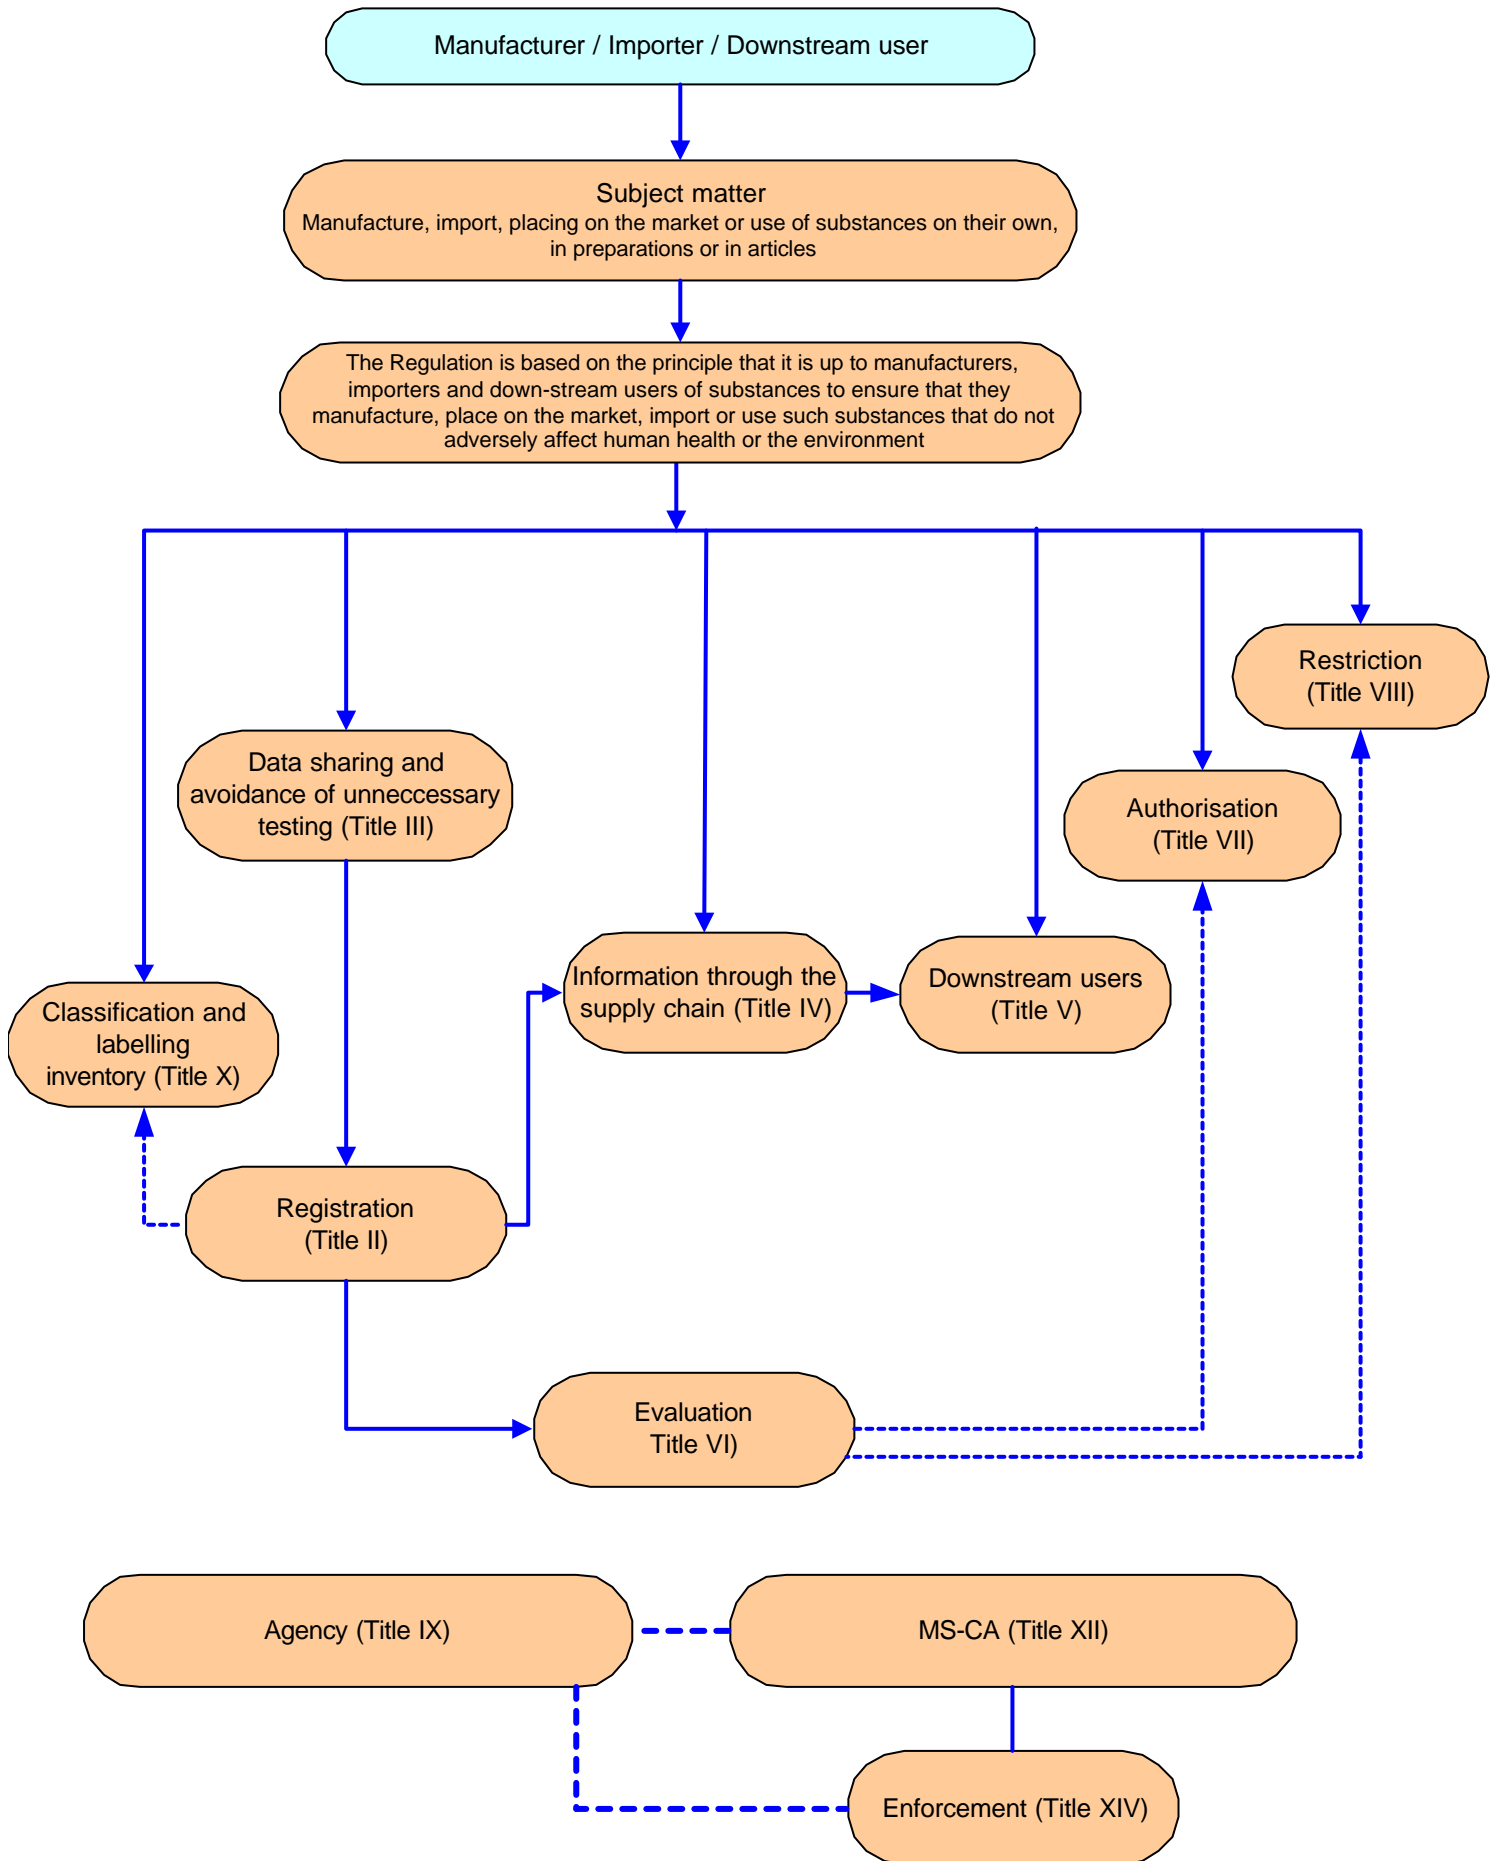 Manufacturer / Importer / Downstream user
Subject matter
Manufacture, import, placing on the market or use of substances on their own,
in preparations or in articles
The Regulation is based on the principle that it is up to manufacturers,
importers and down-stream users of substances to ensure that they
manufacture, place on the market, import or use such substances that do not
adversely affect human health or the environment
Restriction
(Title VIII)
Data sharing and
avoidance of unneccessary
testing (Title III)
Authorisation
(Title VII)
Information through the
supply chain (Title IV)
Downstream users
(Title V)
Classification and
labelling
inventory (Title X)
Registration
(Title II)
Evaluation
Title VI)
Agency (Title IX)
MS-CA (Title XII)
Enforcement (Title XIV)